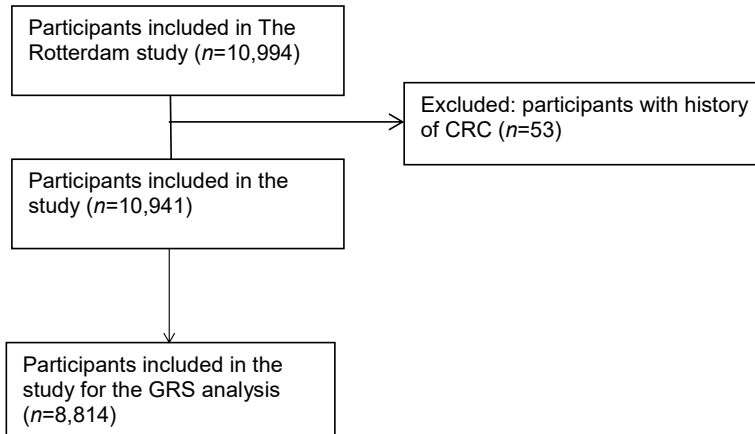 Participants included in The
Rotterdam study (n=10,994)
Excluded: participants with history
of CRC (n=53)
Participants included in the
study (n=10,941)
Participants included in the
study for the GRS analysis
(n=8,814)